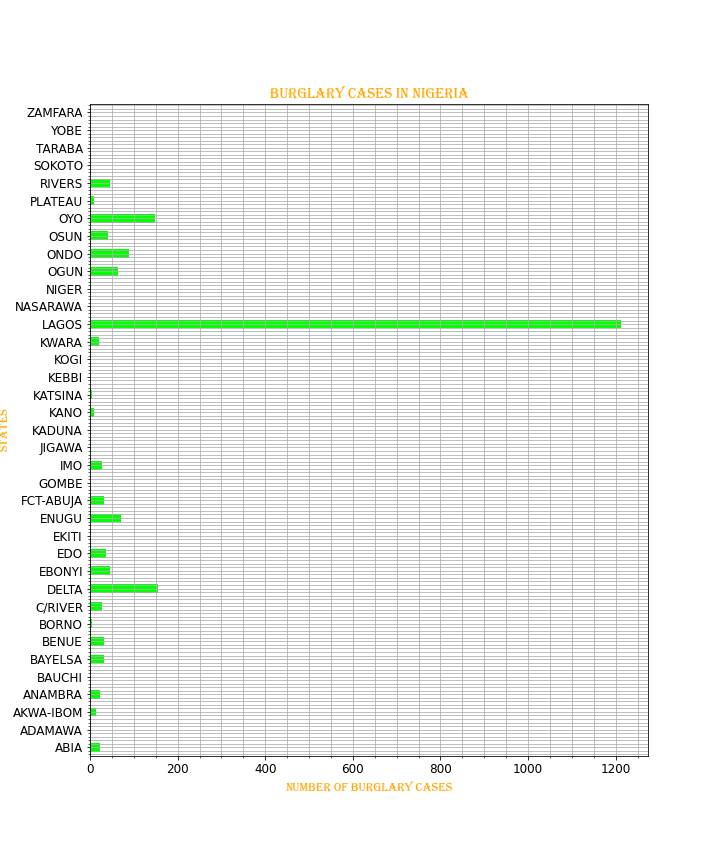 BURGLARY CASES IN NIGERIA
ZAMFARA
YOBE
TARABA
SOKOTO
RIVERS
PLATEAU
OYO
OSUN
ONDO
OGUN
NIGER
NASARAWA
LAGOS
KWARA
KOGI
KEBBI
KATSINA
KANO
KADUNA
JIGAWA
IMO
GOMBE
FCT-ABUJA
ENUGU
EKITI
EDO
EBONYI
DELTA
C/RIVER
BORNO
BENUE
BAYELSA
BAUCHI
ANAMBRA
AKWA-IBOM
ADAMAWA
ABIA
STATES
0 200 400 600 800 1000 1200
NUMBER OF BURGLARY CASES